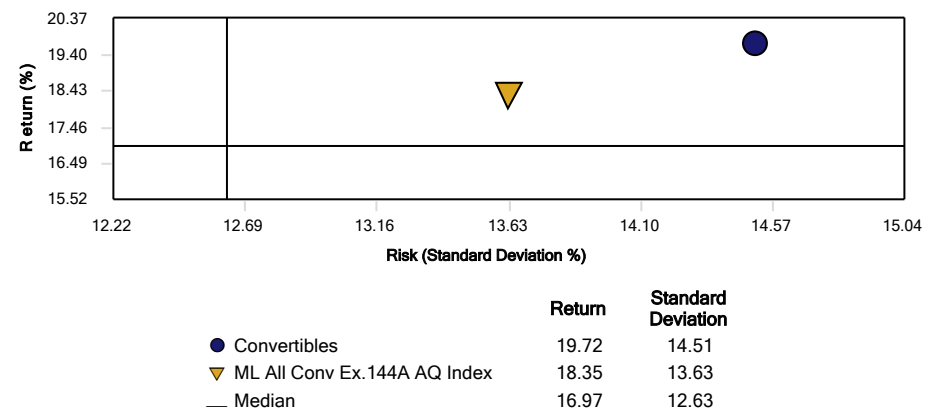 20.37
19.40
18.43
17.46
16.49
15.52
Return (%)
12.22 12.69 13.16 13.63 14.10 14.57 15.04
Risk (Standard Deviation %)
Return Standard Deviation
Convertibles 19.72 14.51
ML All Conv Ex.144A AQ Index 18.35 13.63
Median 16.97 12.63